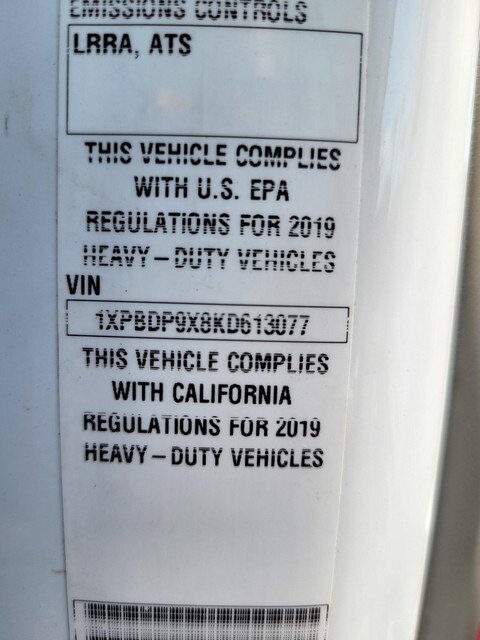 EMISSIONS CONTROLS
LRRA, ATS
THIS VEHICLE COMPLIES
WITH U.S. EPA
REGULATIONS FOR 2019
HEAVY-DUTY VEHICLES
VIN
1XPBDP9X8KD613077
THIS VEHICLE COMPLIES
WITH CALIFORNIA
REGULATIONS FOR 2019
HEAVY-DUTY VEHICLES